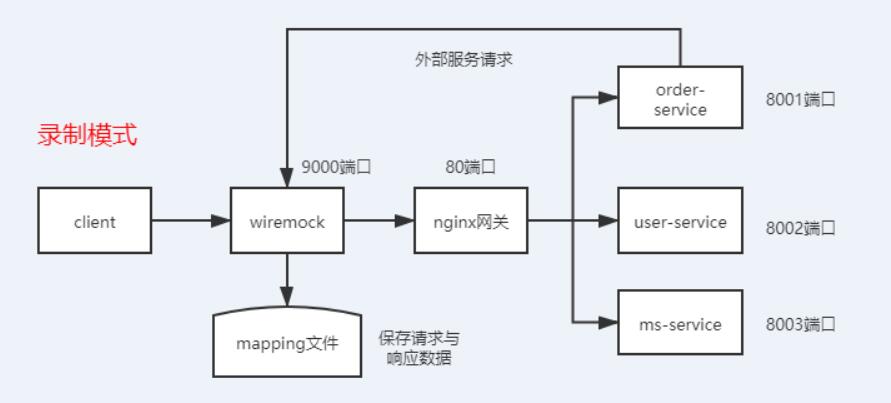 外部服务请求
order-
service
8001端口
录制模式
9000端口
80端口
client
wiremock
nginx网关
user-service
8002端口
mapping文件
保存请求与
响应数据
ms-service
8003端口